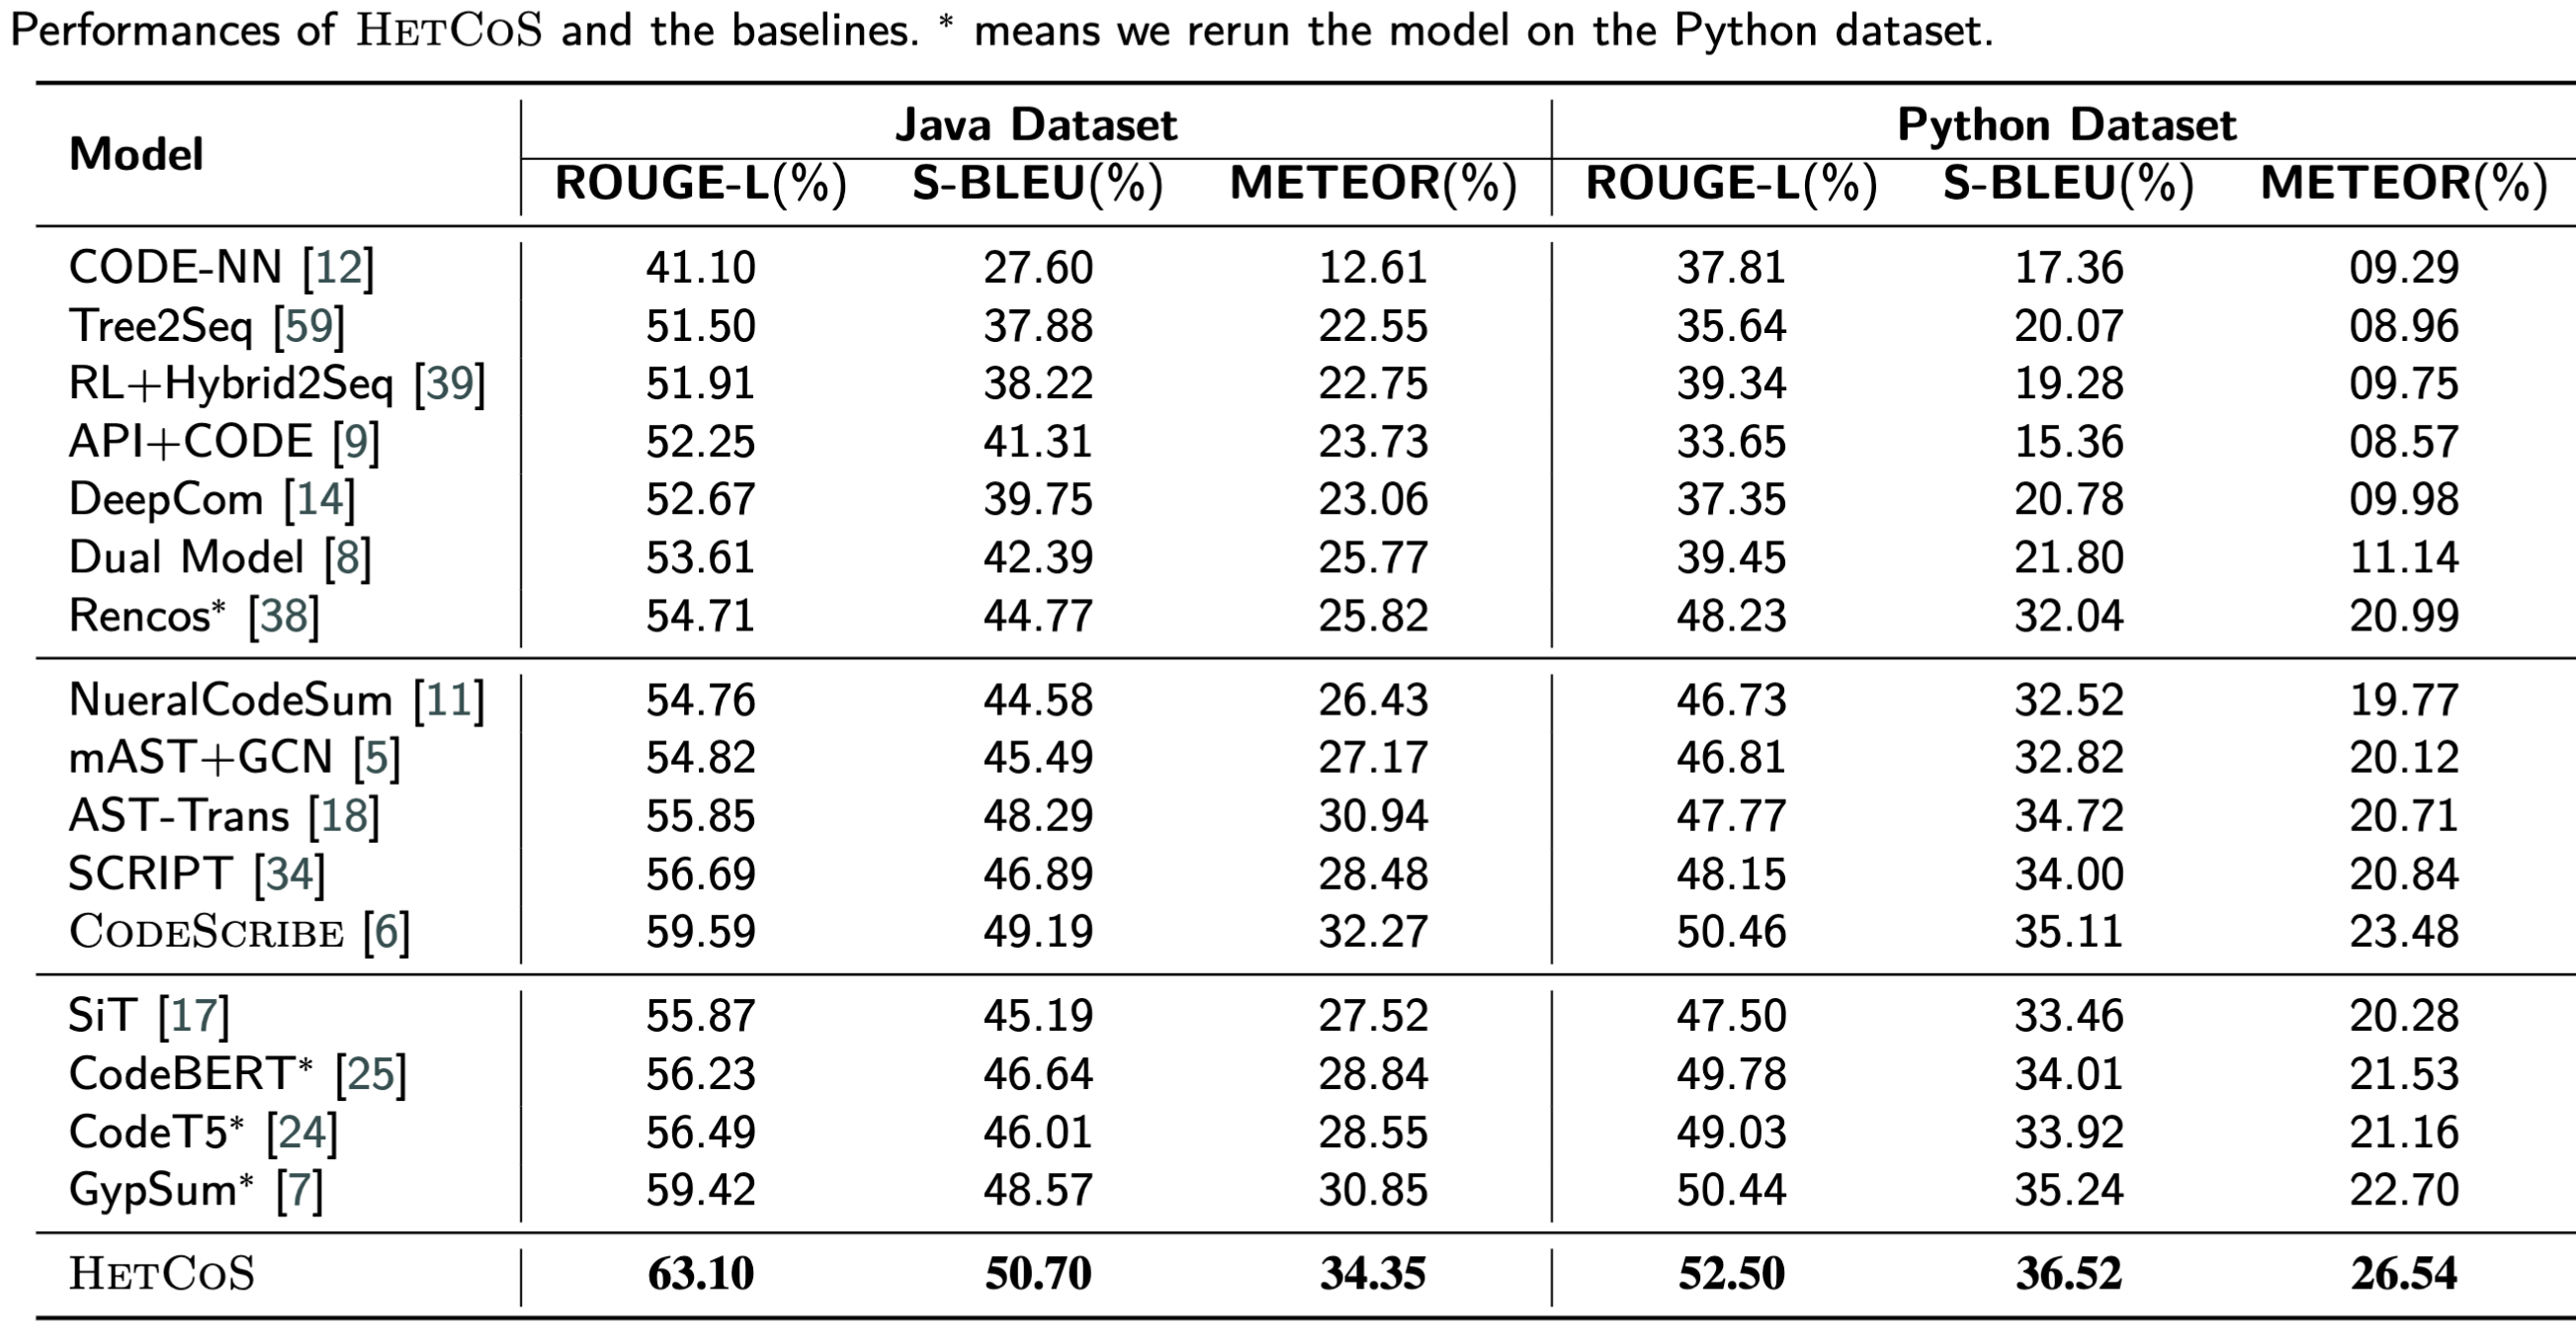 Performances of HETCOS and the baselines. * means we rerun the model on the Python dataset.
Model Java Dataset Python Dataset
ROUGE-L(%) S-BLEU(%) METEOR(%) ROUGE-L(%) S-BLEU(%) METEOR(%)
CODE-NN [12] 41.10 27.60 12.61 37.81 17.36 09.29
Tree2Seq [59] 51.50 37.88 22.55 35.64 20.07 08.96
RL+Hybrid2Seq [39] 51.91 38.22 22.75 39.34 19.28 09.75
API+CODE [9] 52.25 41.31 23.73 33.65 15.36 08.57
DeepCom [14] 52.67 39.75 23.06 37.35 20.78 09.98
Dual Model [8] 53.61 42.39 25.77 39.45 21.80 11.14
Rencos* [38] 54.71 44.77 25.82 48.23 32.04 20.99
NueralCodeSum [11] 54.76 44.58 26.43 46.73 32.52 19.77
mAST+GCN [5] 54.82 45.49 27.17 46.81 32.82 20.12
AST-Trans [18] 55.85 48.29 30.94 47.77 34.72 20.71
SCRIPT [34] 56.69 46.89 28.48 48.15 34.00 20.84
CODESCRIBE [6] 59.59 49.19 32.27 50.46 35.11 23.48
SiT [17] 55.87 45.19 27.52 47.50 33.46 20.28
CodeBERT* [25] 56.23 46.64 28.84 49.78 34.01 21.53
CodeT5* [24] 56.49 46.01 28.55 49.03 33.92 21.16
GypSum* [7] 59.42 48.57 30.85 50.44 35.24 22.70
HETCOS 63.10 50.70 34.35 52.50 36.52 26.54